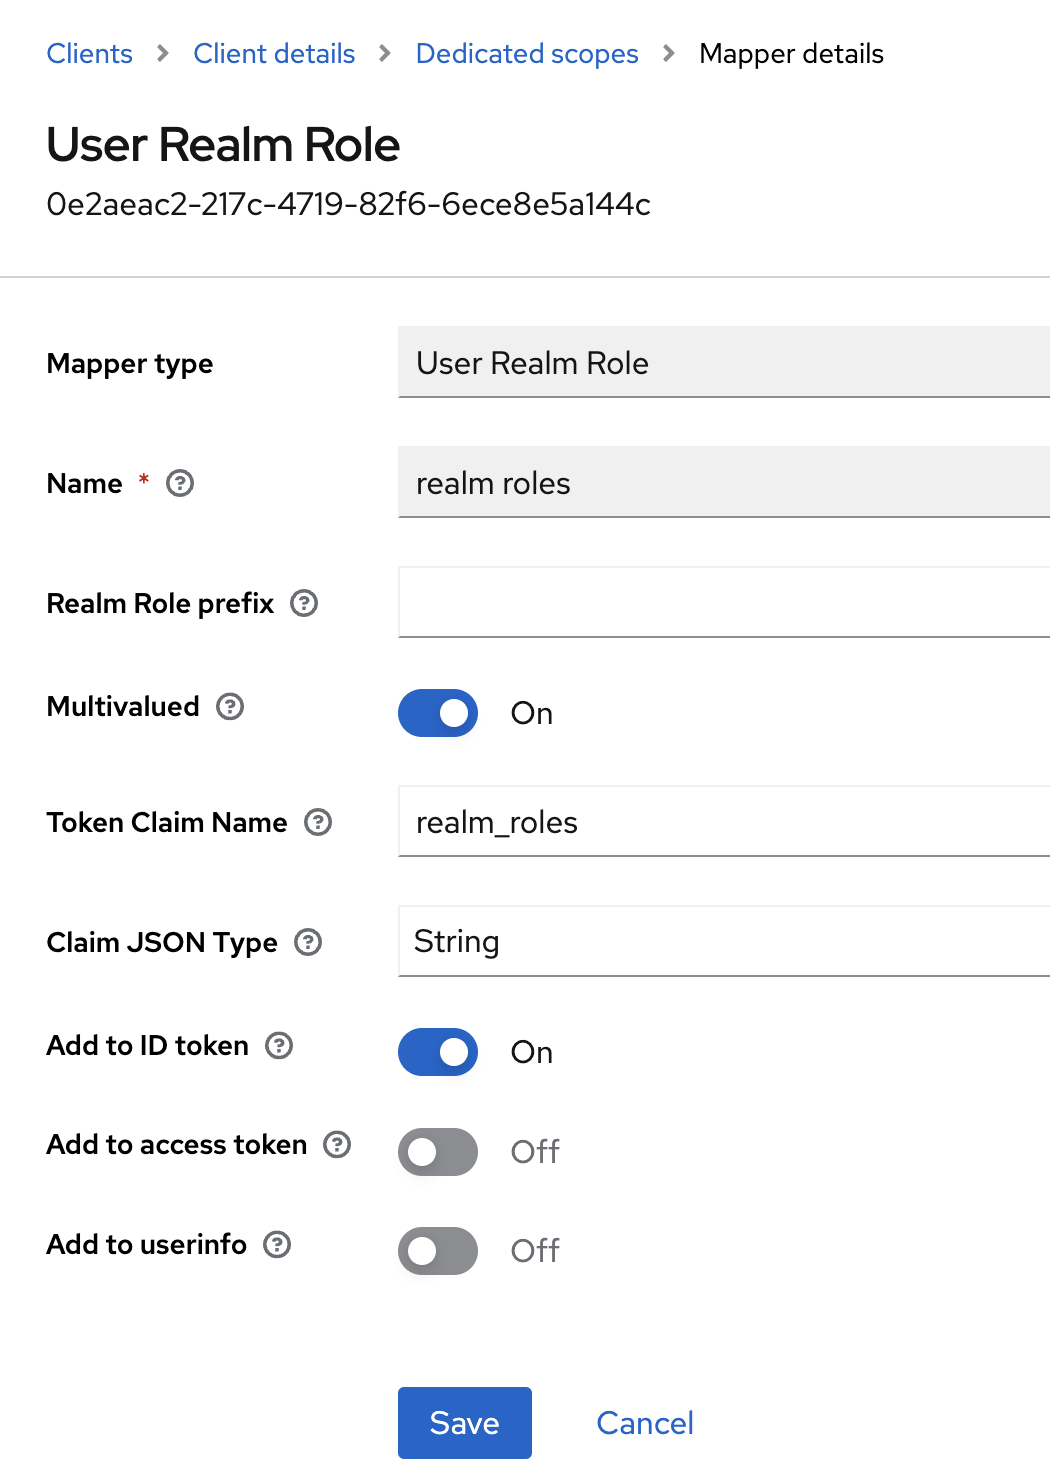 Clients > Client details > Dedicated scopes > Mapper details
User Realm Role
0e2aeac2-217c-4719-82f6-6ece8e5a144c
Mapper type User Realm Role
Name * ? realm roles
Realm Role prefix ?
Multivalued ? On
Token Claim Name ? realm_roles
Claim JSON Type ? String
Add to ID token ? On
Add to access token ? Off
Add to userinfo ? Off
Save Cancel